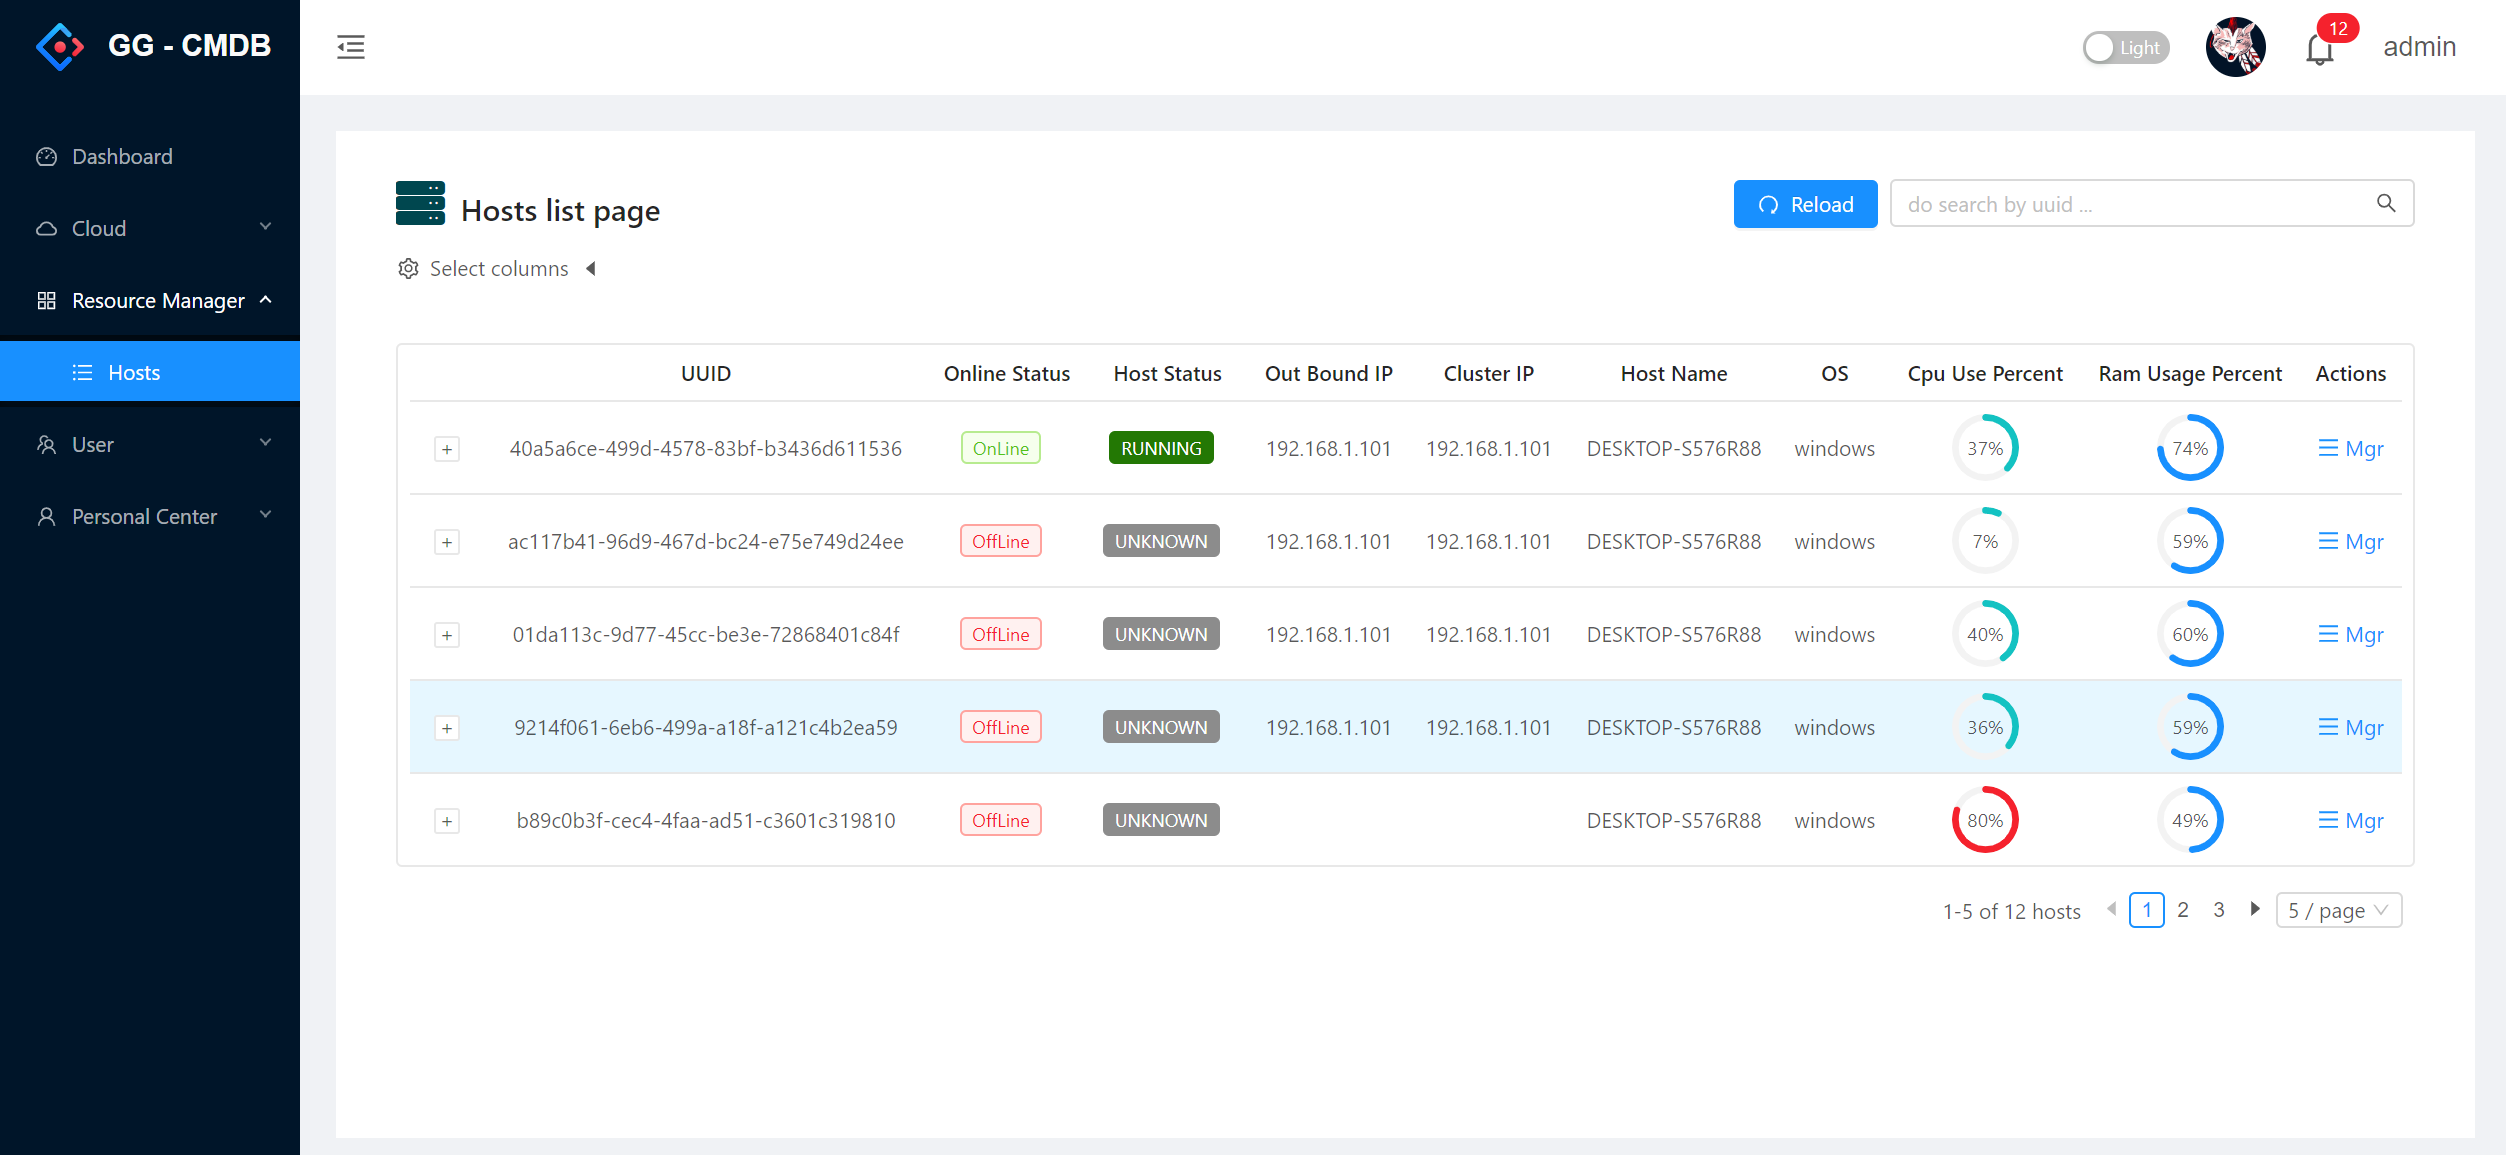 GG - CMDB
Light
12
admin
Dashboard
Cloud
Resource Manager
Hosts
User
Personal Center
Hosts list page
Reload
do search by uuid ...
Select columns
UUID Online Status Host Status Out Bound IP Cluster IP Host Name OS Cpu Use Percent Ram Usage Percent Actions
+ 40a5a6ce-499d-4578-83bf-b3436d611536 OnLine RUNNING 192.168.1.101 192.168.1.101 DESKTOP-S576R88 windows 37% 74% Mgr
+ ac117b41-96d9-467d-bc24-e75e749d24ee OffLine UNKNOWN 192.168.1.101 192.168.1.101 DESKTOP-S576R88 windows 7% 59% Mgr
+ 01da113c-9d77-45cc-be3e-72868401c84f OffLine UNKNOWN 192.168.1.101 192.168.1.101 DESKTOP-S576R88 windows 40% 60% Mgr
+ 9214f061-6eb6-499a-a18f-a121c4b2ea59 OffLine UNKNOWN 192.168.1.101 192.168.1.101 DESKTOP-S576R88 windows 36% 59% Mgr
+ b89c0b3f-cec4-4faa-ad51-c3601c319810 OffLine UNKNOWN DESKTOP-S576R88 windows 80% 49% Mgr
1-5 of 12 hosts 1 2 3 5 / page